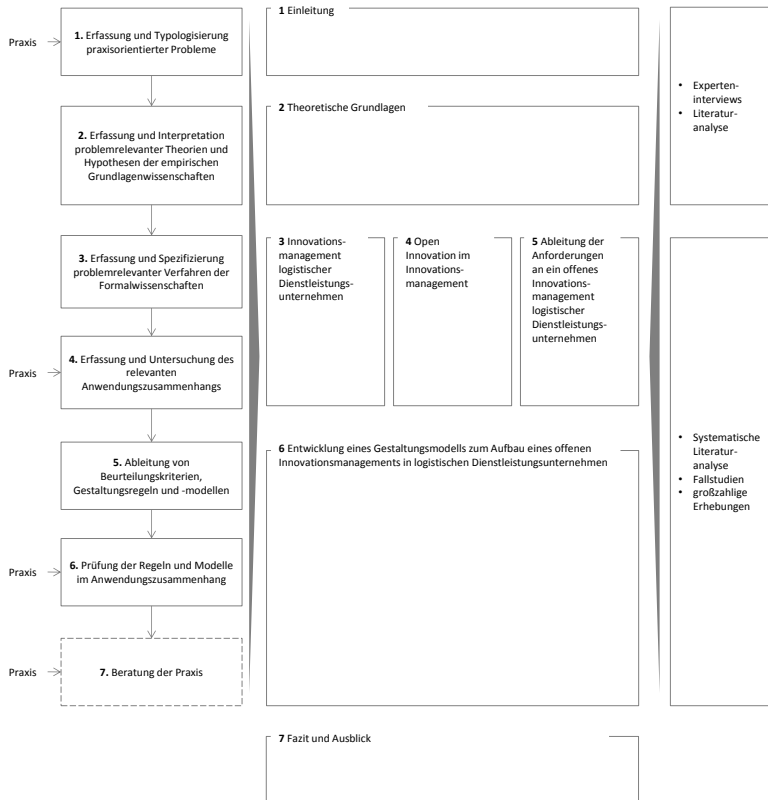 Praxis
1. Erfassung und Typologisierung
praxisorientierter Probleme
2. Erfassung und Interpretation
problemrelevanter Theorien und
Hypothesen der empirischen
Grundlagenwissenschaften
3. Erfassung und Spezifizierung
problemrelevanter Verfahren der
Formalwissenschaften
Praxis
4. Erfassung und Untersuchung des
relevanten
Anwendungszusammenhangs
5. Ableitung von
Beurteilungskriterien,
Gestaltungsregeln und -modellen
Praxis
6. Prüfung der Regeln und Modelle
im Anwendungszusammenhang
Praxis
7. Beratung der Praxis
1 Einleitung
2 Theoretische Grundlagen
3 Innovations-
management
logistischer
Dienstleistungs-
unternehmen
4 Open
Innovation im
Innovations-
management
5 Ableitung der
Anforderungen
an ein offenes
Innovations-
management
logistischer
Dienstleistungs-
unternehmen
6 Entwicklung eines Gestaltungsmodells zum Aufbau eines offenen
Innovationsmanagements in logistischen Dienstleistungsunternehmen
7 Fazit und Ausblick
• Experten-
interviews
• Literatur-
analyse
• Systematische
Literatur-
analyse
• Fallstudien
• großzahlige
Erhebungen